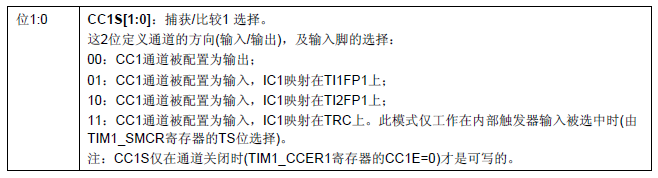 位1:0
CC1S[1:0]：捕获/比较1 选择。
这2位定义通道的方向(输入/输出)，及输入脚的选择：
00：CC1通道被配置为输出；
01：CC1通道被配置为输入，IC1映射在TI1FP1上；
10：CC1通道被配置为输入，IC1映射在TI2FP1上；
11：CC1通道被配置为输入，IC1映射在TRC上。此模式仅工作在内部触发器输入被选中时(由
TIM1_SMCR寄存器的TS位选择)。
注：CC1S仅在通道关闭时(TIM1_CCER1寄存器的CC1E=0)才是可写的。